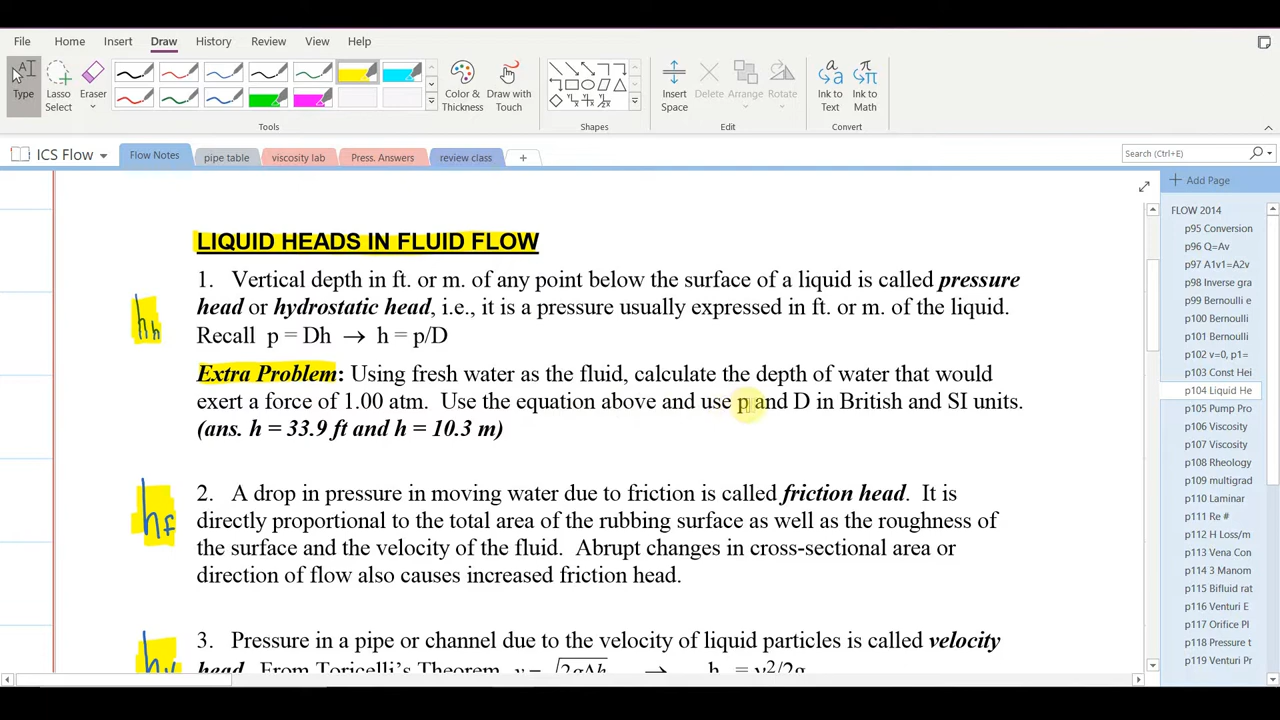 File Home Insert Draw History Review View Help
Type
Lasso Select
Eraser
Color & Thickness
Draw with Touch
Insert Space
Delete
Arrange
Rotate
Ink to Text
Ink to Math
Tools
Shapes
Edit
Convert
ICS Flow
Flow Notes pipe table viscosity lab Press. Answers review class
Search (Ctrl+E)
Add Page
LIQUID HEADS IN FLUID FLOW
hh
1. Vertical depth in ft. or m. of any point below the surface of a liquid is called pressure
head or hydrostatic head, i.e., it is a pressure usually expressed in ft. or m. of the liquid.
Recall p = Dh → h = p/D
Extra Problem: Using fresh water as the fluid, calculate the depth of water that would
exert a force of 1.00 atm. Use the equation above and use p and D in British and SI units.
(ans. h = 33.9 ft and h = 10.3 m)
hf
2. A drop in pressure in moving water due to friction is called friction head. It is
directly proportional to the total area of the rubbing surface as well as the roughness of
the surface and the velocity of the fluid. Abrupt changes in cross-sectional area or
direction of flow also causes increased friction head.
hv
3. Pressure in a pipe or channel due to the velocity of liquid particles is called velocity
head. From Toricelli's Theorem v = √2gΔh → h = v²/2g
FLOW 2014
p95 Conversion
p96 Q=Av
p97 A1v1=A2v
p98 Inverse gra
p99 Bernoulli e
p100 Bernoulli
p101 Bernoulli
p102 v=0, p1=
p103 Const Hei
p104 Liquid He
p105 Pump Pro
p106 Viscosity
p107 Viscosity
p108 Rheology
p109 multigrad
p110 Laminar
p111 Re #
p112 H Loss/m
p113 Vena Con
p114 3 Manom
p115 Bifluid rat
p116 Venturi E
p117 Orifice Pl
p118 Pressure t
p119 Venturi Pr